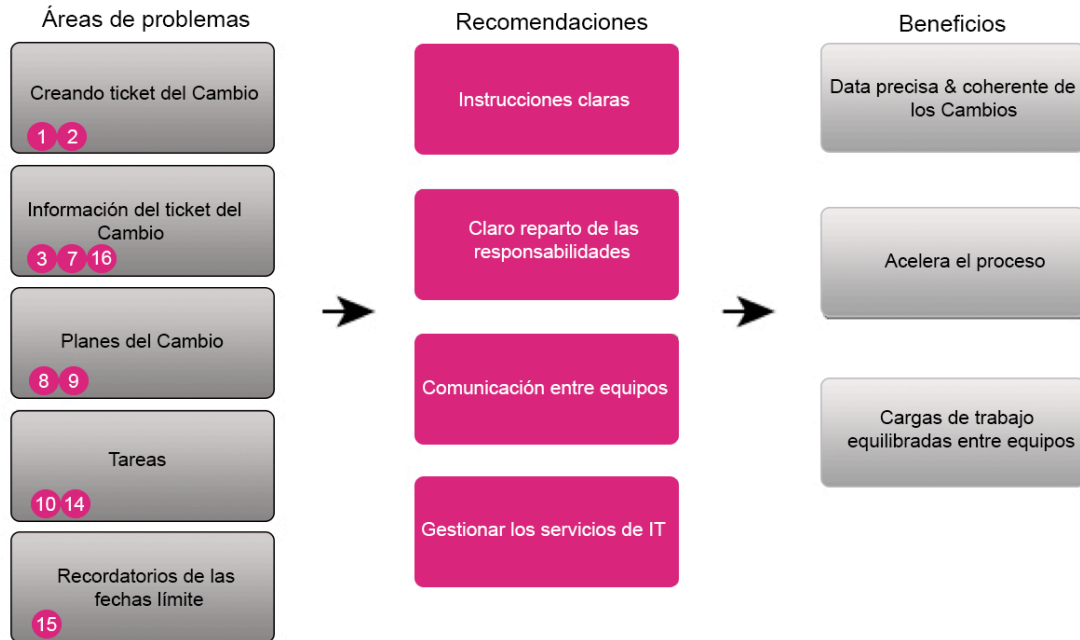 Áreas de problemas
Creando ticket del Cambio
1 2
Información del ticket del
Cambio
3 7 16
Planes del Cambio
8 9
Tareas
10 14
Recordatorios de las
fechas límite
15
Recomendaciones
Instrucciones claras
Claro reparto de las
responsabilidades
Comunicación entre equipos
Gestionar los servicios de IT
Beneficios
Data precisa & coherente de
los Cambios
Acelera el proceso
Cargas de trabajo
equilibradas entre equipos